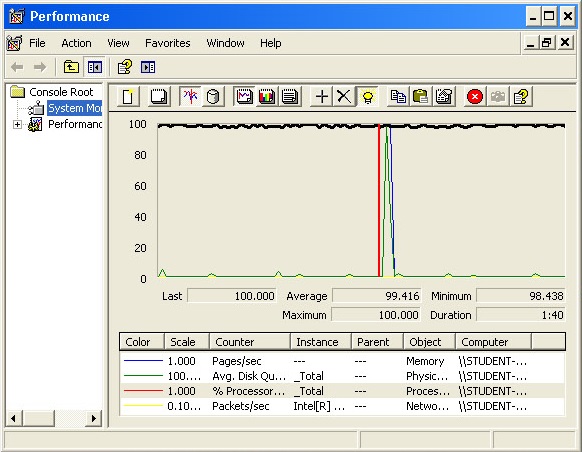 Performance
File Action View Favorites Window Help
Console Root
System Mo
Performanc
100
80
60
40
20
0
Last 100.000 Average 99.416 Minimum 98.438
Maximum 100.000 Duration 1:40
Color Scale Counter Instance Parent Object Computer
1.000 Pages/sec --- --- Memory \\STUDENT-...
100.... Avg. Disk Qu... _Total --- Physic... \\STUDENT-...
1.000 % Processor... _Total --- Proces... \\STUDENT-...
0.10... Packets/sec Intel[R] ... --- Netwo... \\STUDENT-...